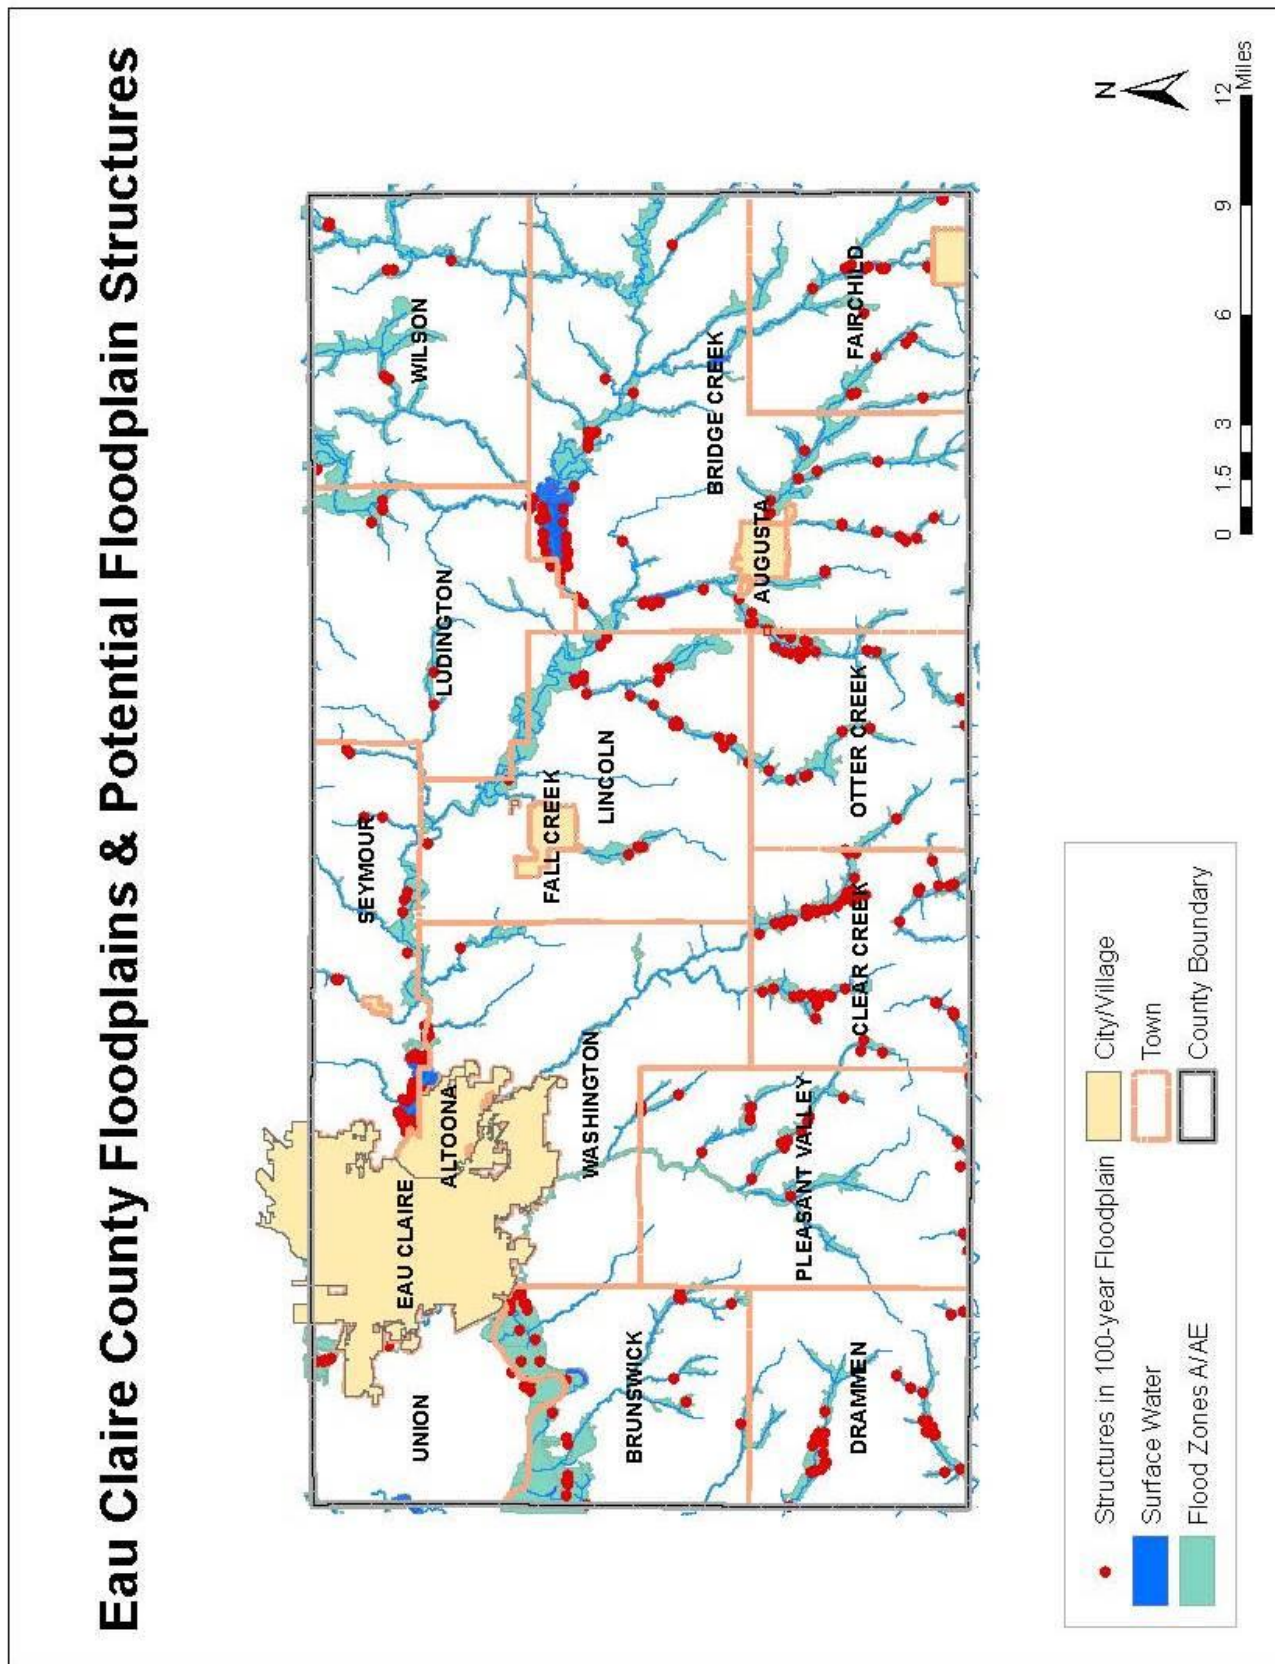 Eau Claire County Floodplains & Potential Floodplain Structures
WILSON
SEYMOUR
LUDINGTON
UNION
EAU CLAIRE
ALTOONA
FALL CREEK
LINCOLN
WASHINGTON
BRUNSWICK
BRIDGE CREEK
AUGUSTA
PLEASANT VALLEY
DRAMMEN
CLEAR CREEK
OTTER CREEK
FAIRCHILD
Structures in 100-year Floodplain
Surface Water
Flood Zones A/AE
City/Village
Town
County Boundary
N
0 1.5 3 6 9 12
Miles